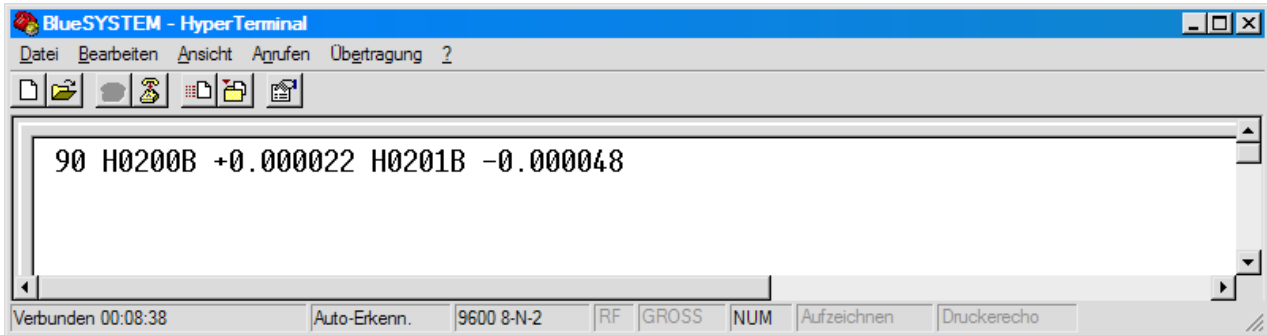 BlueSYSTEM - HyperTerminal
Datei Bearbeiten Ansicht Anrufen Übertragung ?
90 H0200B +0.000022 H0201B -0.000048
Verbunden 00:08:38 Auto-Erkenn. 9600 8-N-2 RF GROSS NUM Aufzeichnen Druckerecho